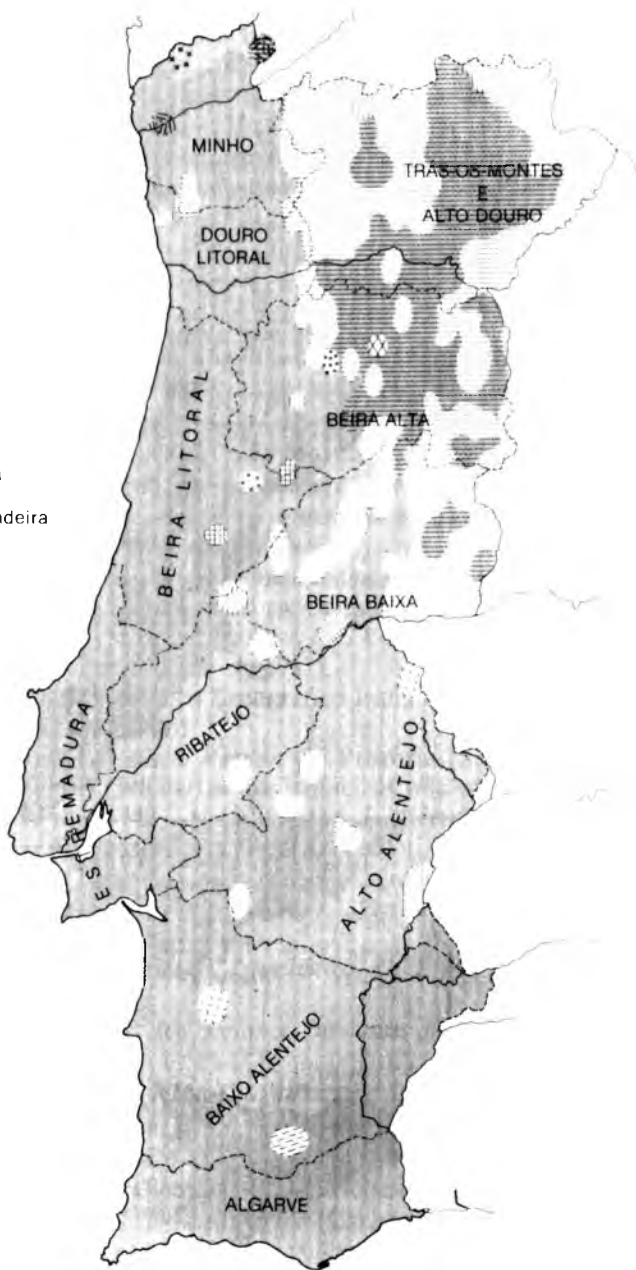 MINHO
TRÁS-OS-MONTES
E
ALTO DOURO
DOURO
LITORAL
BEIRA LITORAL
BEIRA ALTA
adeira
BEIRA BAIXA
RIBATEJO
ESTREMADURA
ALTO ALENTEJO
BAIXO ALENTEJO
ALGARVE